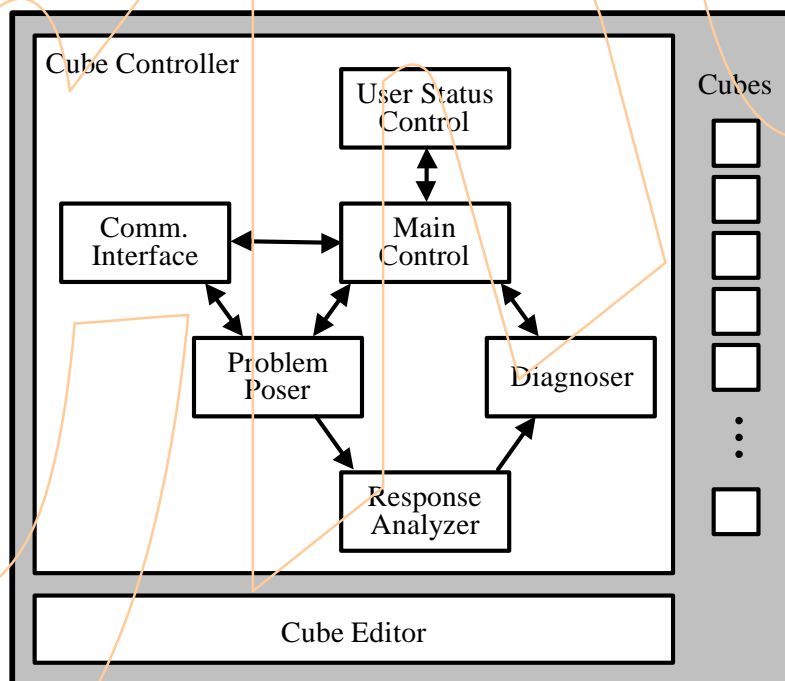 Cube Controller
Cubes
User Status
Control
Comm.
Interface
Main
Control
Problem
Poser
Diagnoser
Response
Analyzer
Cube Editor